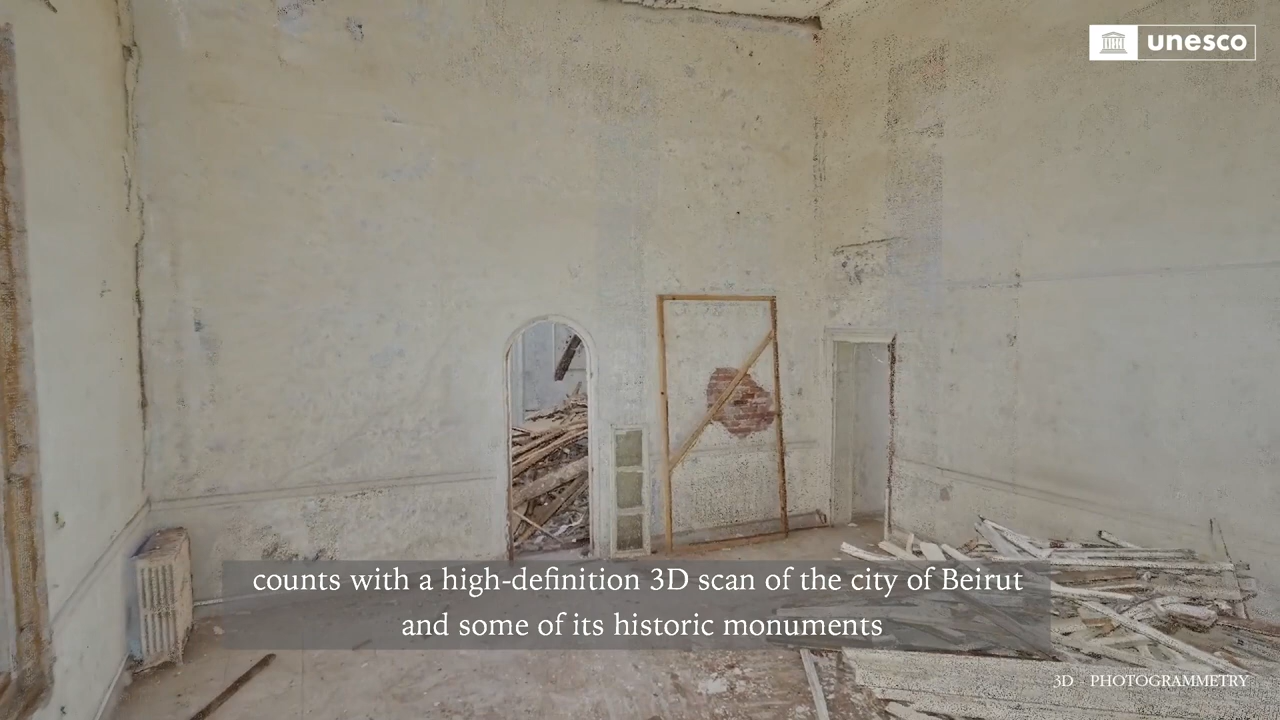 unesco
counts with a high-definition 3D scan of the city of Beirut
and some of its historic monuments
3D - PHOTOGRAMMETRY